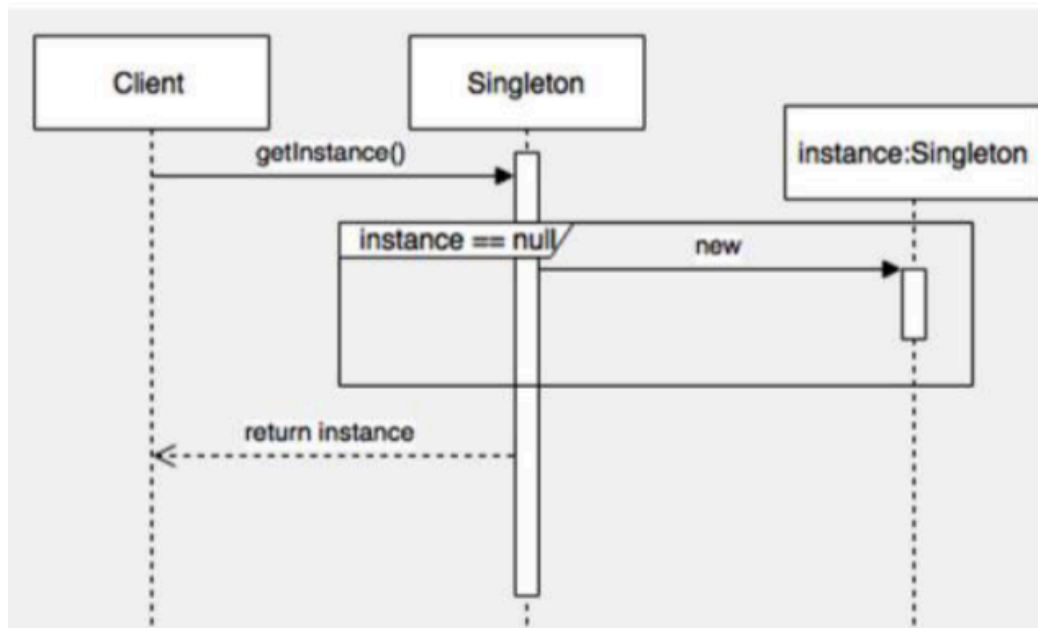 Client
Singleton
instance:Singleton
getInstance()
instance == null
new
return instance